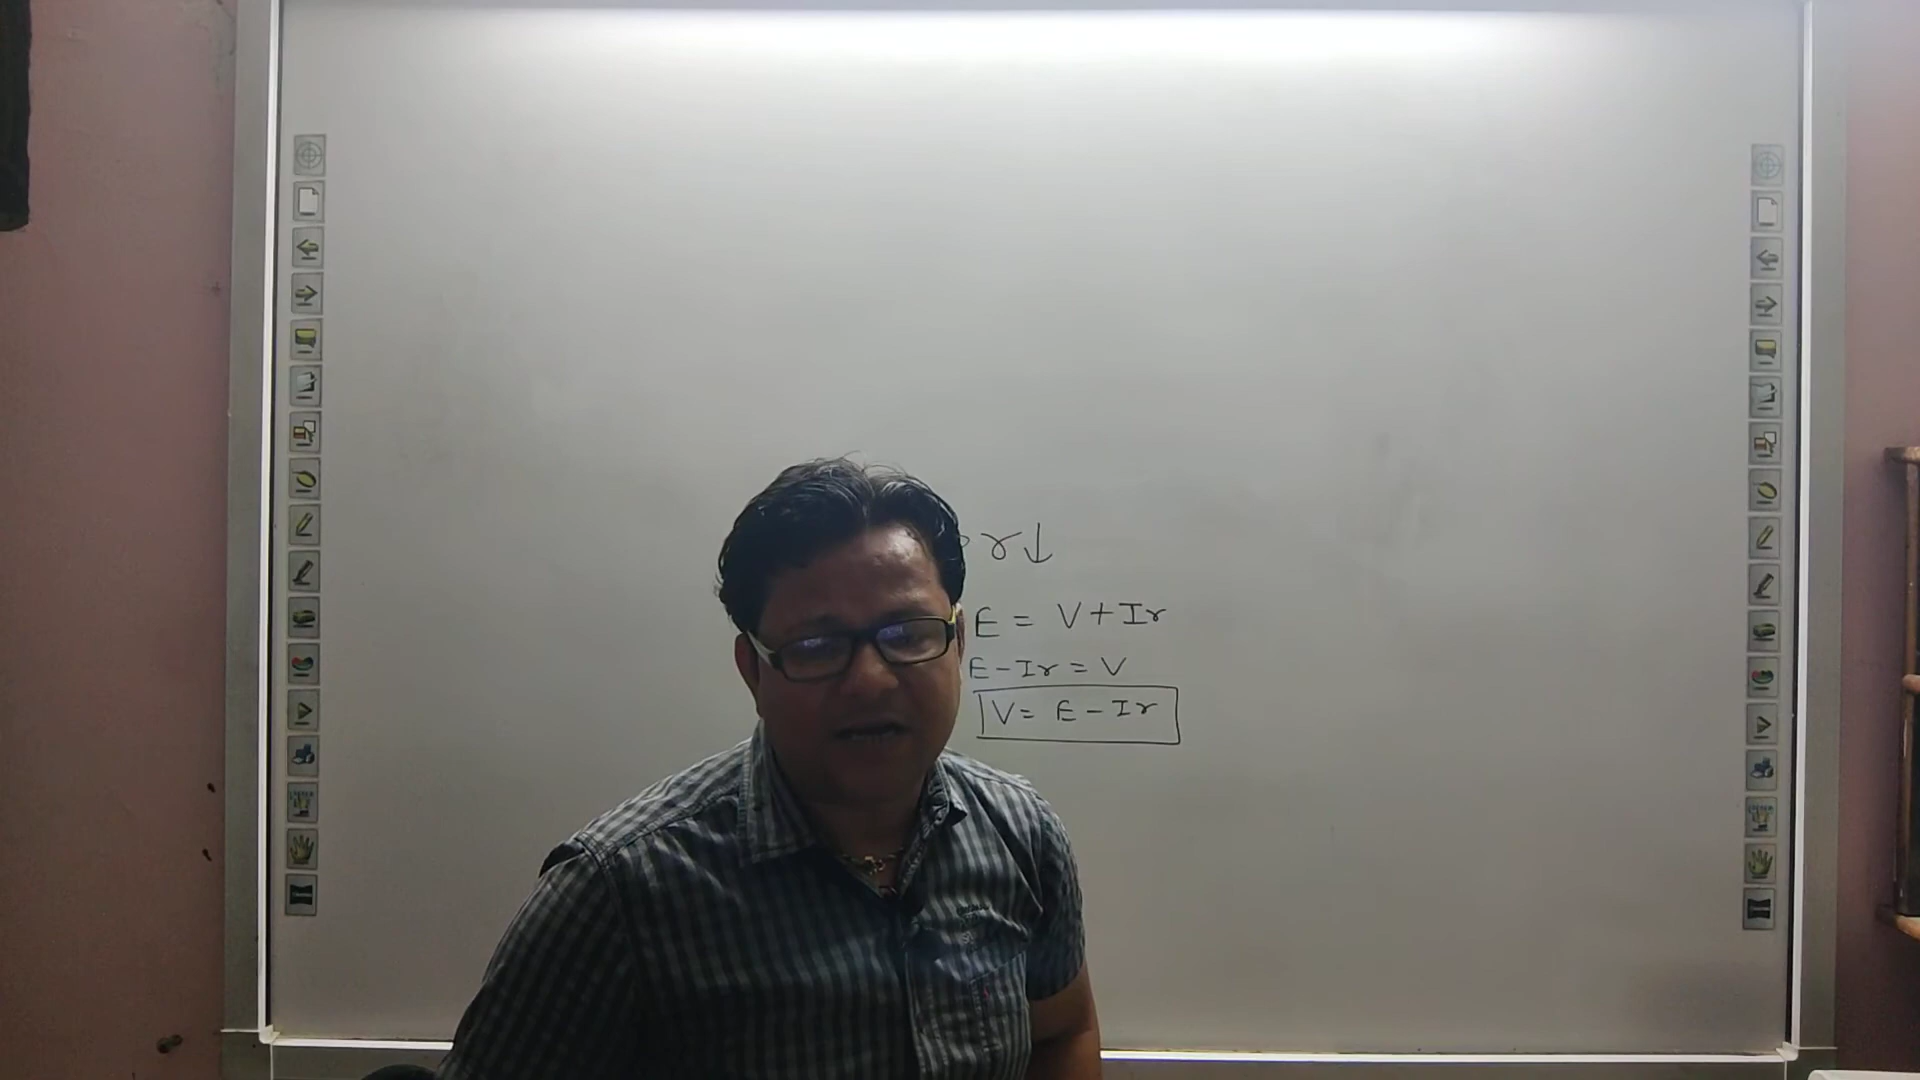 r↓
E = V+Ir
E-Ir = V
V= E-Ir